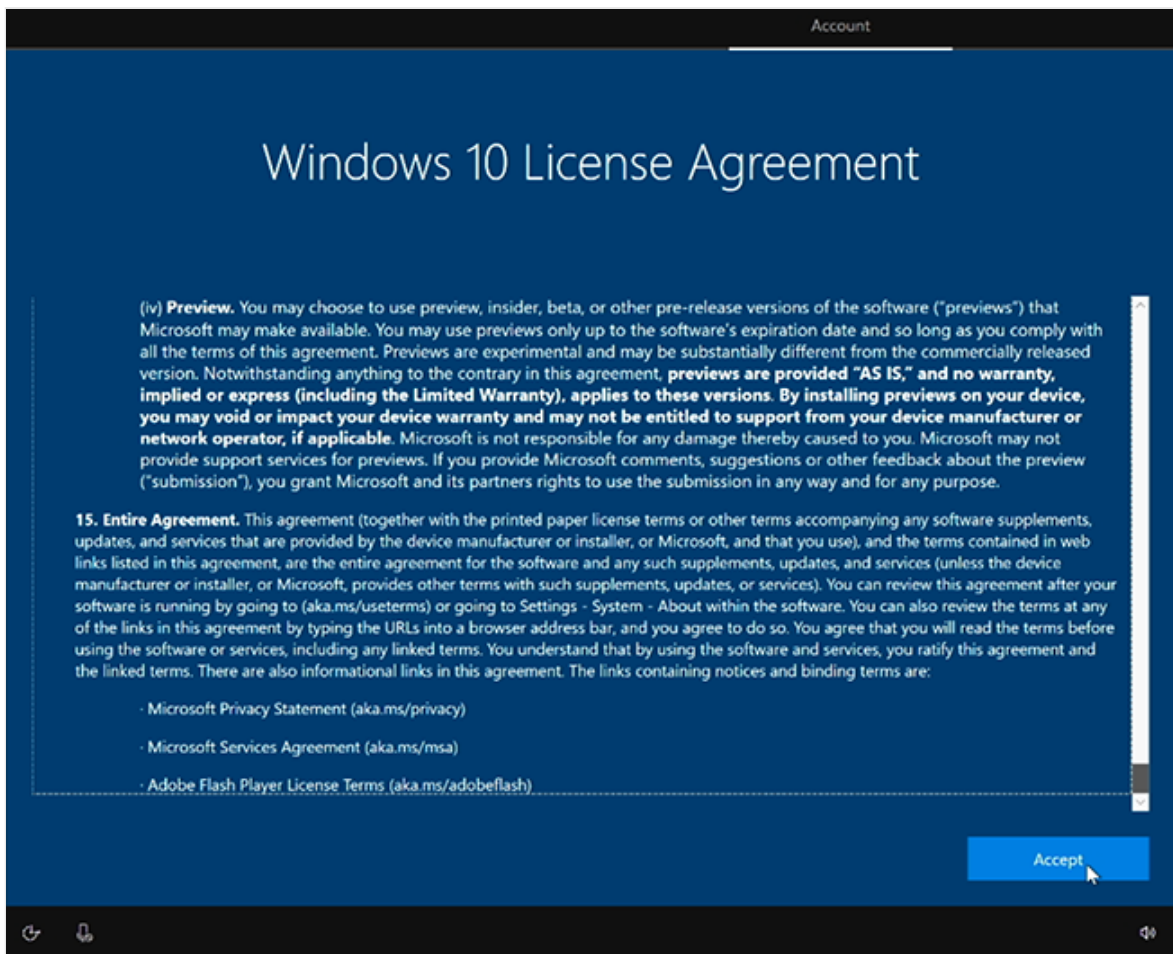 Account
Windows 10 License Agreement
(iv) Preview. You may choose to use preview, insider, beta, or other pre-release versions of the software (“previews”) that
Microsoft may make available. You may use previews only up to the software’s expiration date and so long as you comply with
all the terms of this agreement. Previews are experimental and may be substantially different from the commercially released
version. Notwithstanding anything to the contrary in this agreement, previews are provided “AS IS,” and no warranty,
implied or express (including the Limited Warranty), applies to these versions. By installing previews on your device,
you may void or impact your device warranty and may not be entitled to support from your device manufacturer or
network operator, if applicable. Microsoft is not responsible for any damage thereby caused to you. Microsoft may not
provide support services for previews. If you provide Microsoft comments, suggestions or other feedback about the preview
(“submission”), you grant Microsoft and its partners rights to use the submission in any way and for any purpose.
15. Entire Agreement. This agreement (together with the printed paper license terms or other terms accompanying any software supplements,
updates, and services that are provided by the device manufacturer or installer, or Microsoft, and that you use), and the terms contained in web
links listed in this agreement, are the entire agreement for the software and any such supplements, updates, and services (unless the device
manufacturer or installer, or Microsoft, provides other terms with such supplements, updates, or services). You can review this agreement after your
software is running by going to (aka.ms/useterms) or going to Settings - System - About within the software. You can also review the terms at any
of the links in this agreement by typing the URLs into a browser address bar, and you agree to do so. You agree that you will read the terms before
using the software or services, including any linked terms. You understand that by using the software and services, you ratify this agreement and
the linked terms. There are also informational links in this agreement. The links containing notices and binding terms are:
· Microsoft Privacy Statement (aka.ms/privacy)
· Microsoft Services Agreement (aka.ms/msa)
· Adobe Flash Player License Terms (aka.ms/adobeflash)
Accept